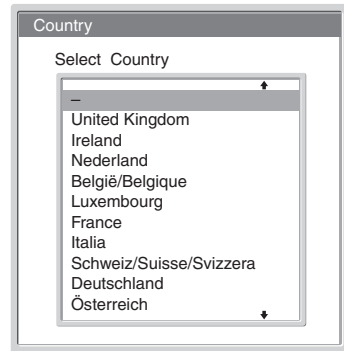 Country
Select Country
–
United Kingdom
Ireland
Nederland
België/Belgique
Luxembourg
France
Italia
Schweiz/Suisse/Svizzera
Deutschland
Österreich